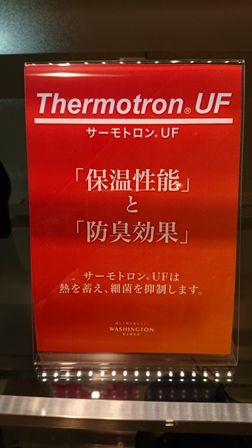 Thermotron® UF
サーモトロン® UF
「保温性能」
と
「防臭効果」
サーモトロン® UFは
熱を蓄え、細菌を抑制します。
WASHINGTON
GINZA